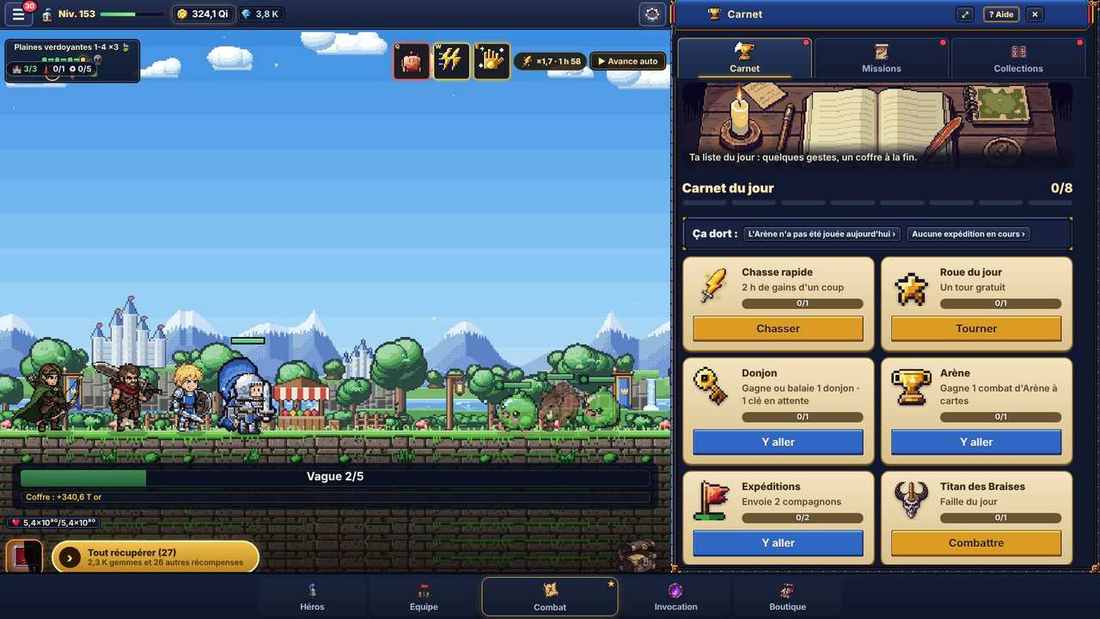 30
Niv. 153
324,1 Qi
3,8 K
Carnet
? Aide
Plaines verdoyantes 1-4 ×3
3/3
0/1
0/5
Q
W
E
×1,7 · 1 h 58
Avance auto
Carnet
Missions
Collections
Ta liste du jour : quelques gestes, un coffre à la fin.
Carnet du jour
0/8
Ça dort :
L'Arène n'a pas été jouée aujourd'hui ›
Aucune expédition en cours ›
Chasse rapide
2 h de gains d'un coup
0/1
Chasser
Roue du jour
Un tour gratuit
0/1
Tourner
Donjon
Gagne ou balaie 1 donjon ·
1 clé en attente
0/1
Y aller
Arène
Gagne 1 combat d'Arène à
cartes
0/1
Y aller
Expéditions
Envoie 2 compagnons
0/2
Y aller
Titan des Braises
Faille du jour
0/1
Combattre
Vague 2/5
Coffre : +340,6 T or
Tout récupérer (27)
2,3 K gemmes et 26 autres récompenses
Héros
Équipe
Combat
Invocation
Boutique